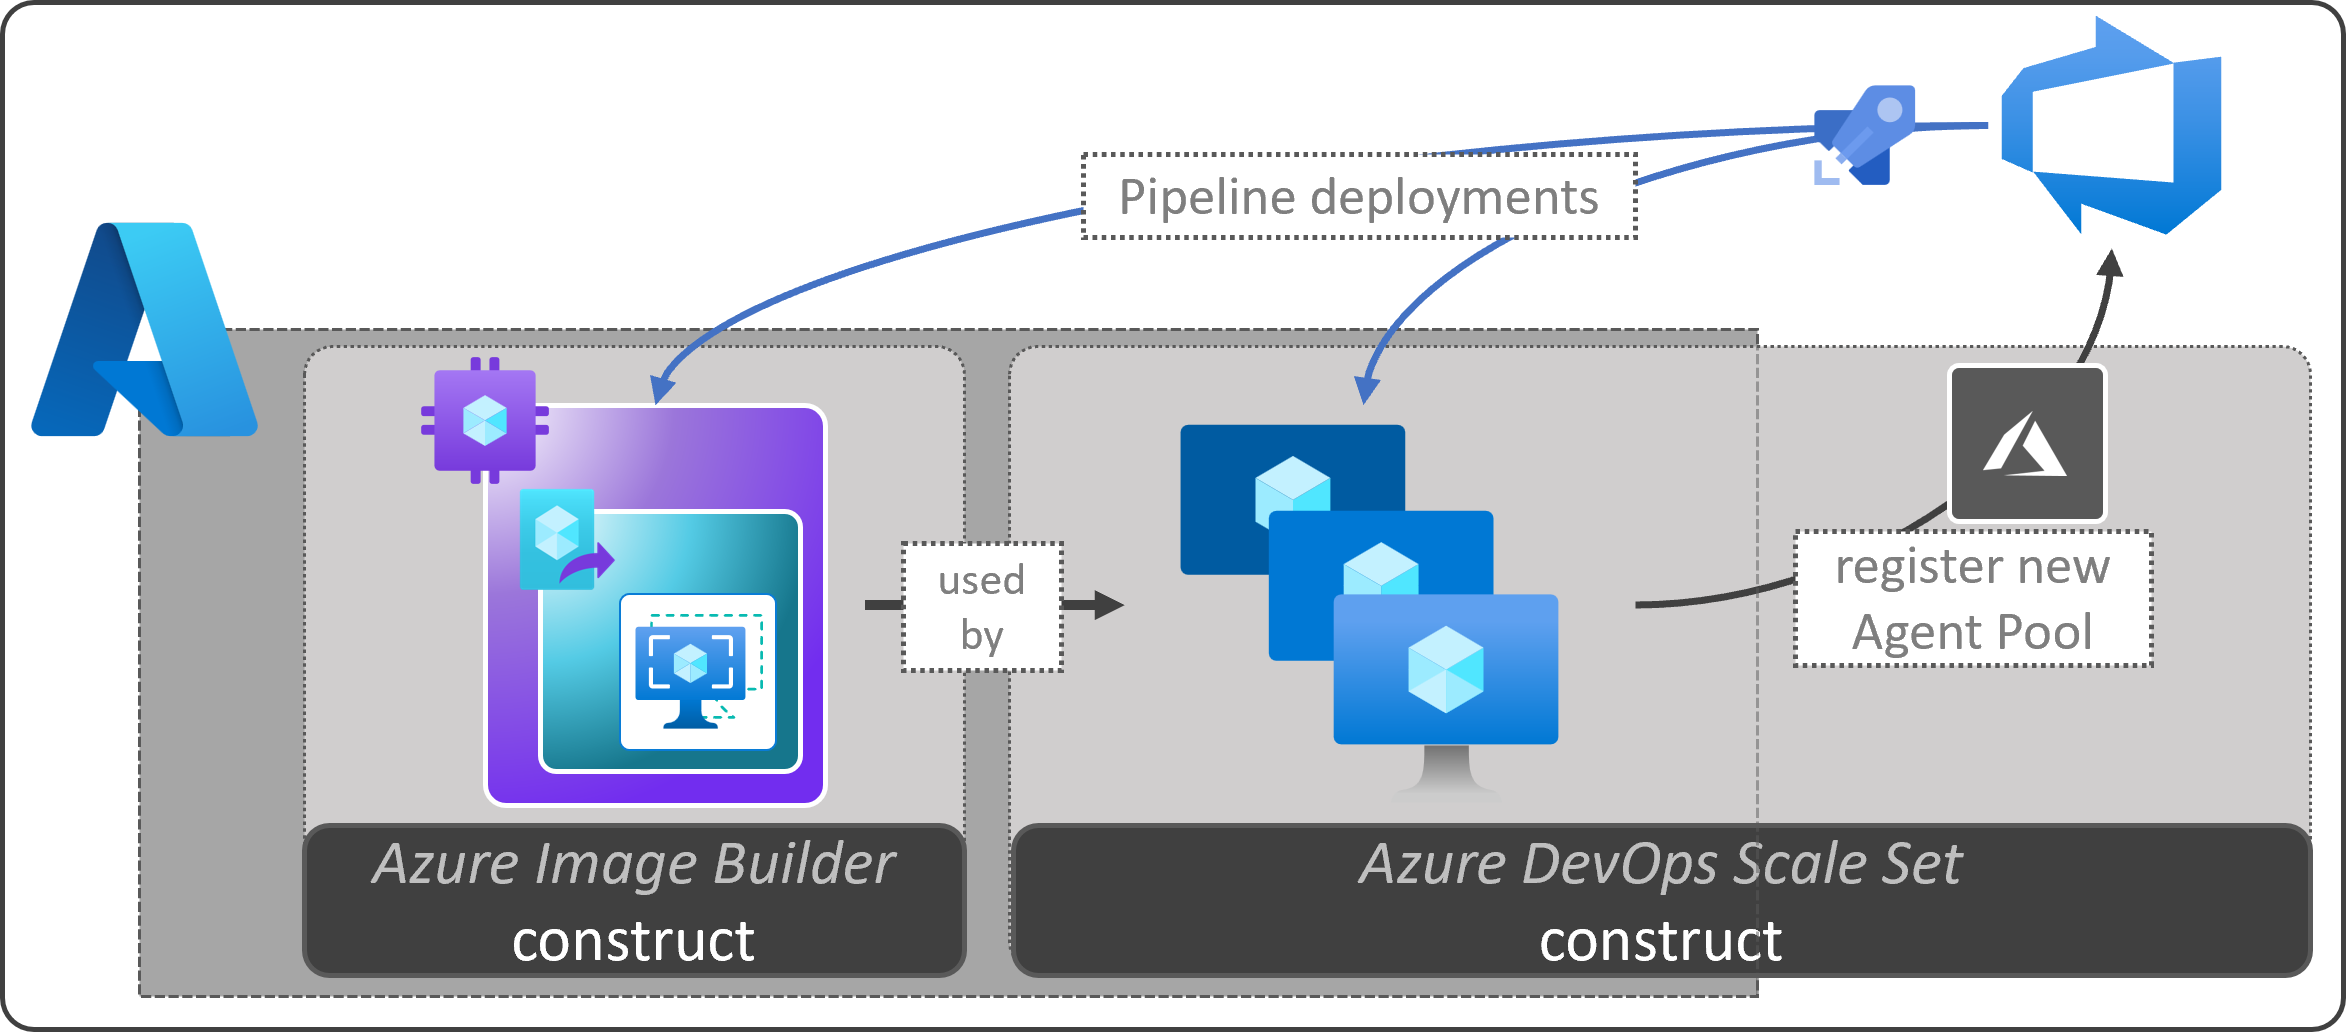 Pipeline deployments
used
by
register new
Agent Pool
Azure Image Builder
construct
Azure DevOps Scale Set
construct